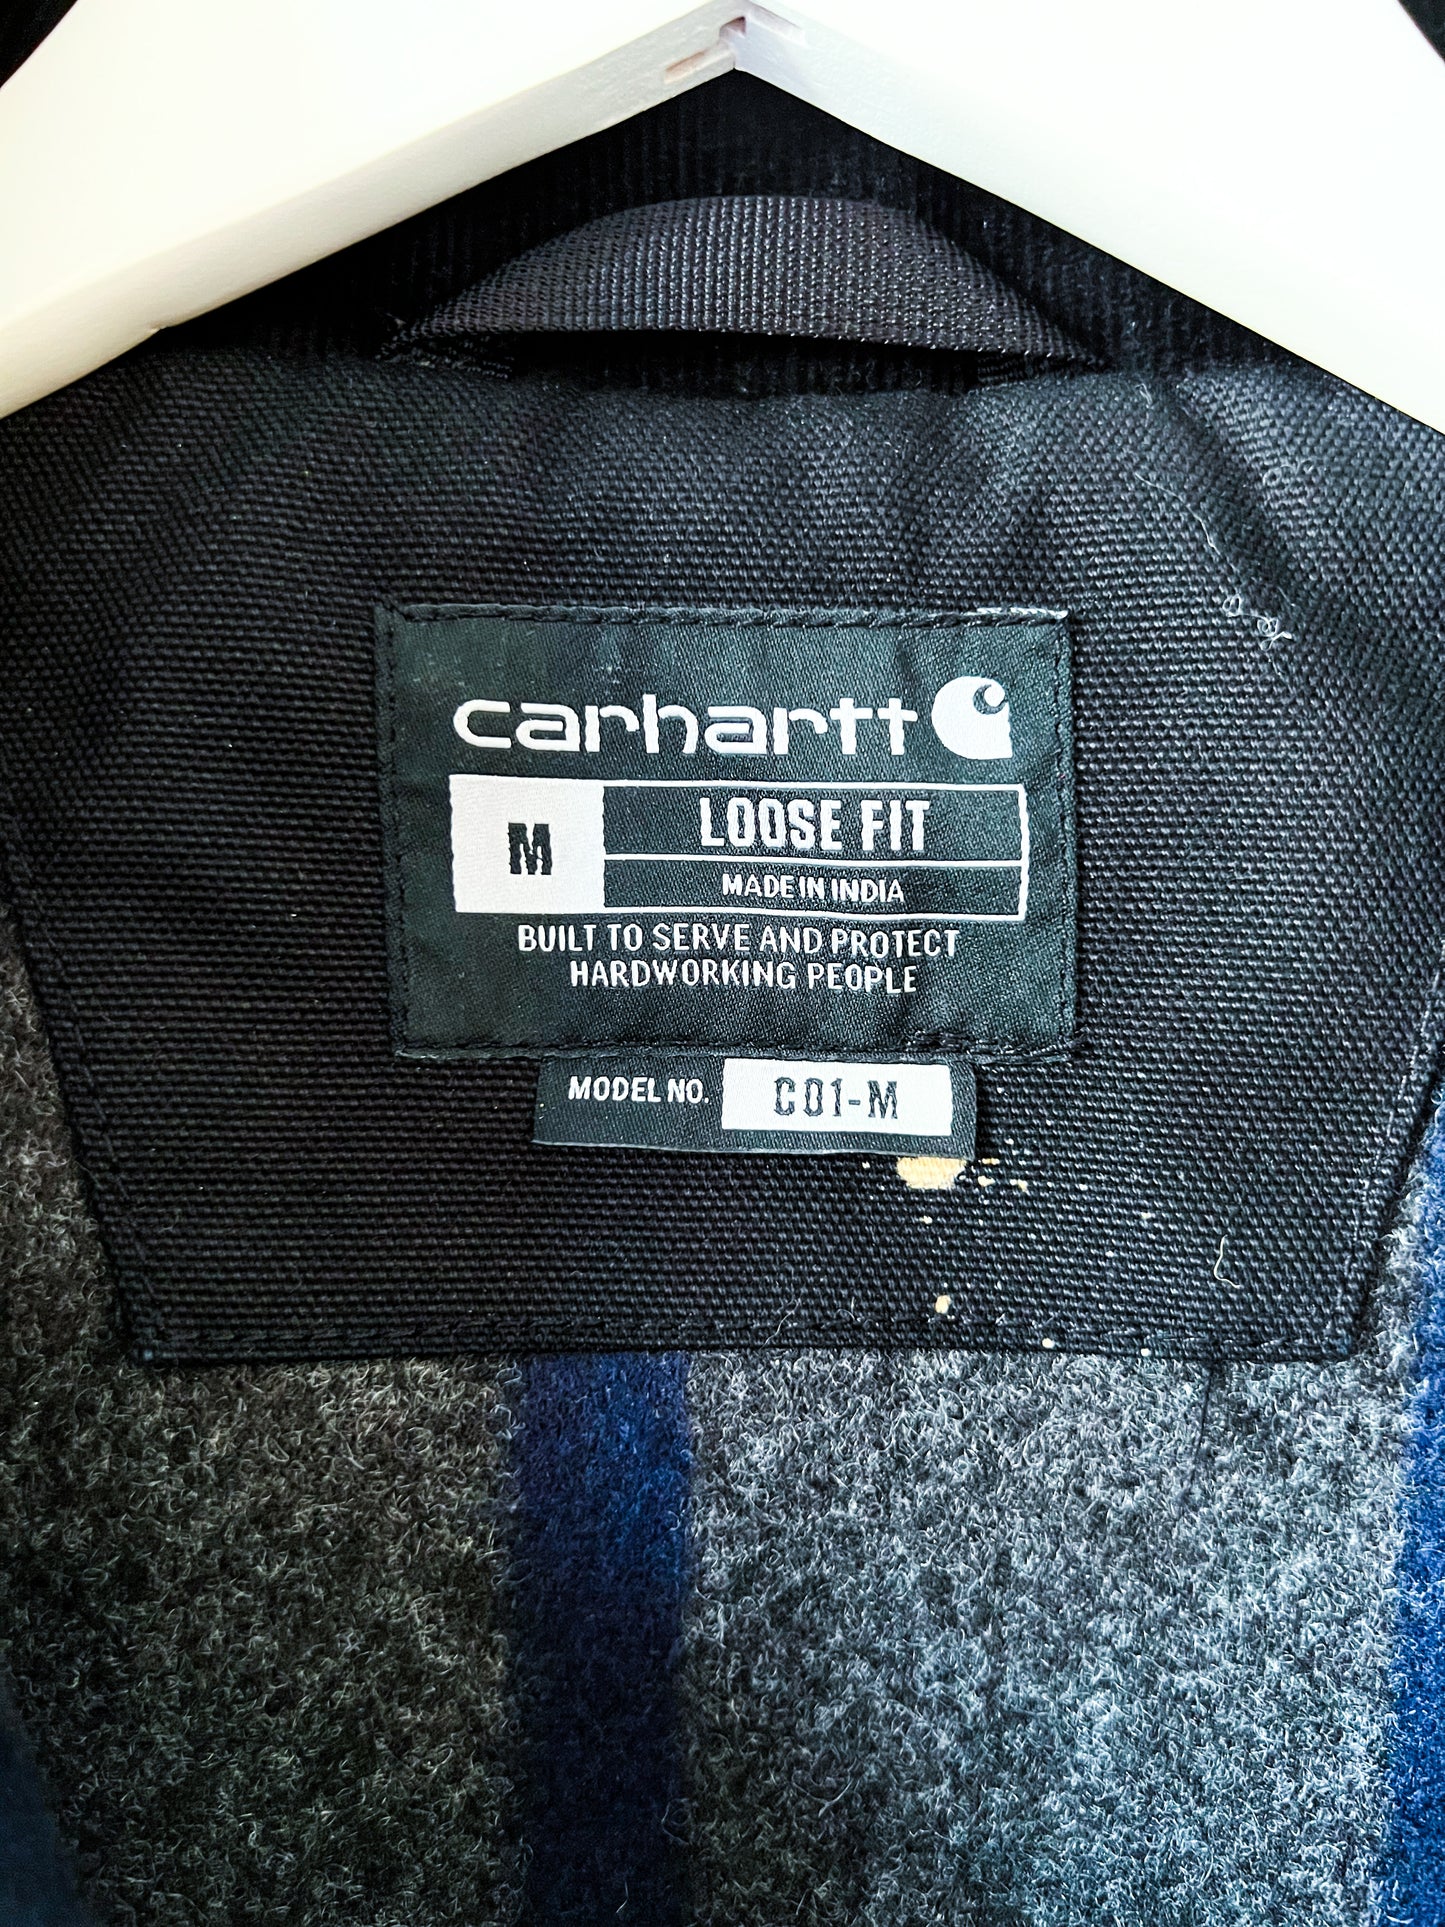 carhartt
M
LOOSE FIT
MADE IN INDIA
BUILT TO SERVE AND PROTECT
HARDWORKING PEOPLE
MODEL NO. C01-M